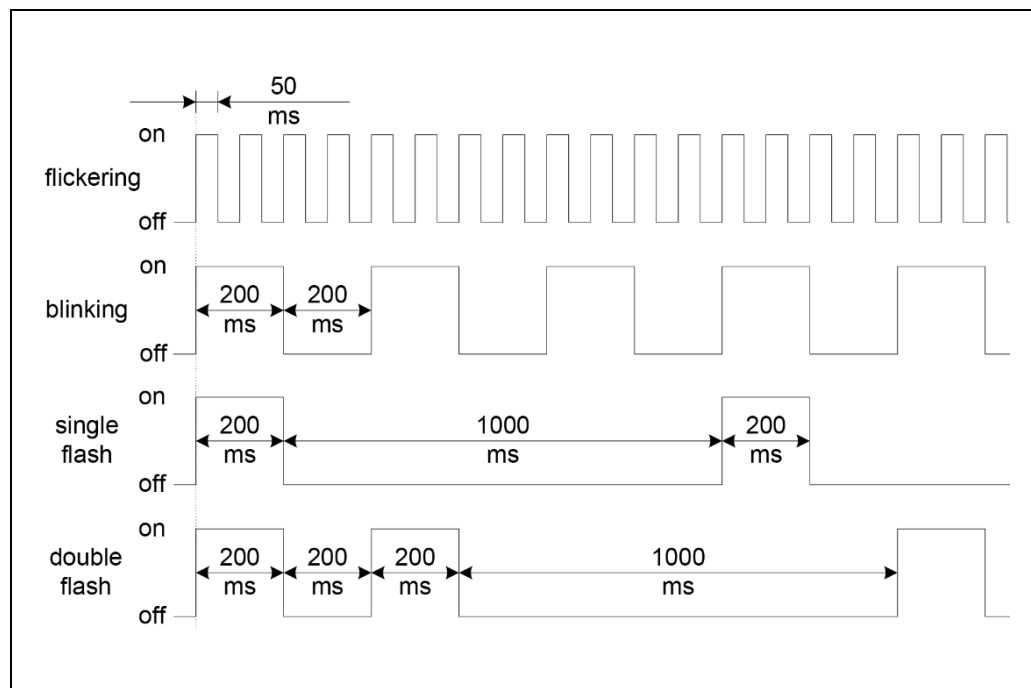 50
ms
on
flickering
off
on
200 200
blinking
ms ms
off
on
single 200 1000 200
flash ms ms ms
off
on
double 200 200 200 1000
flash ms ms ms ms
off